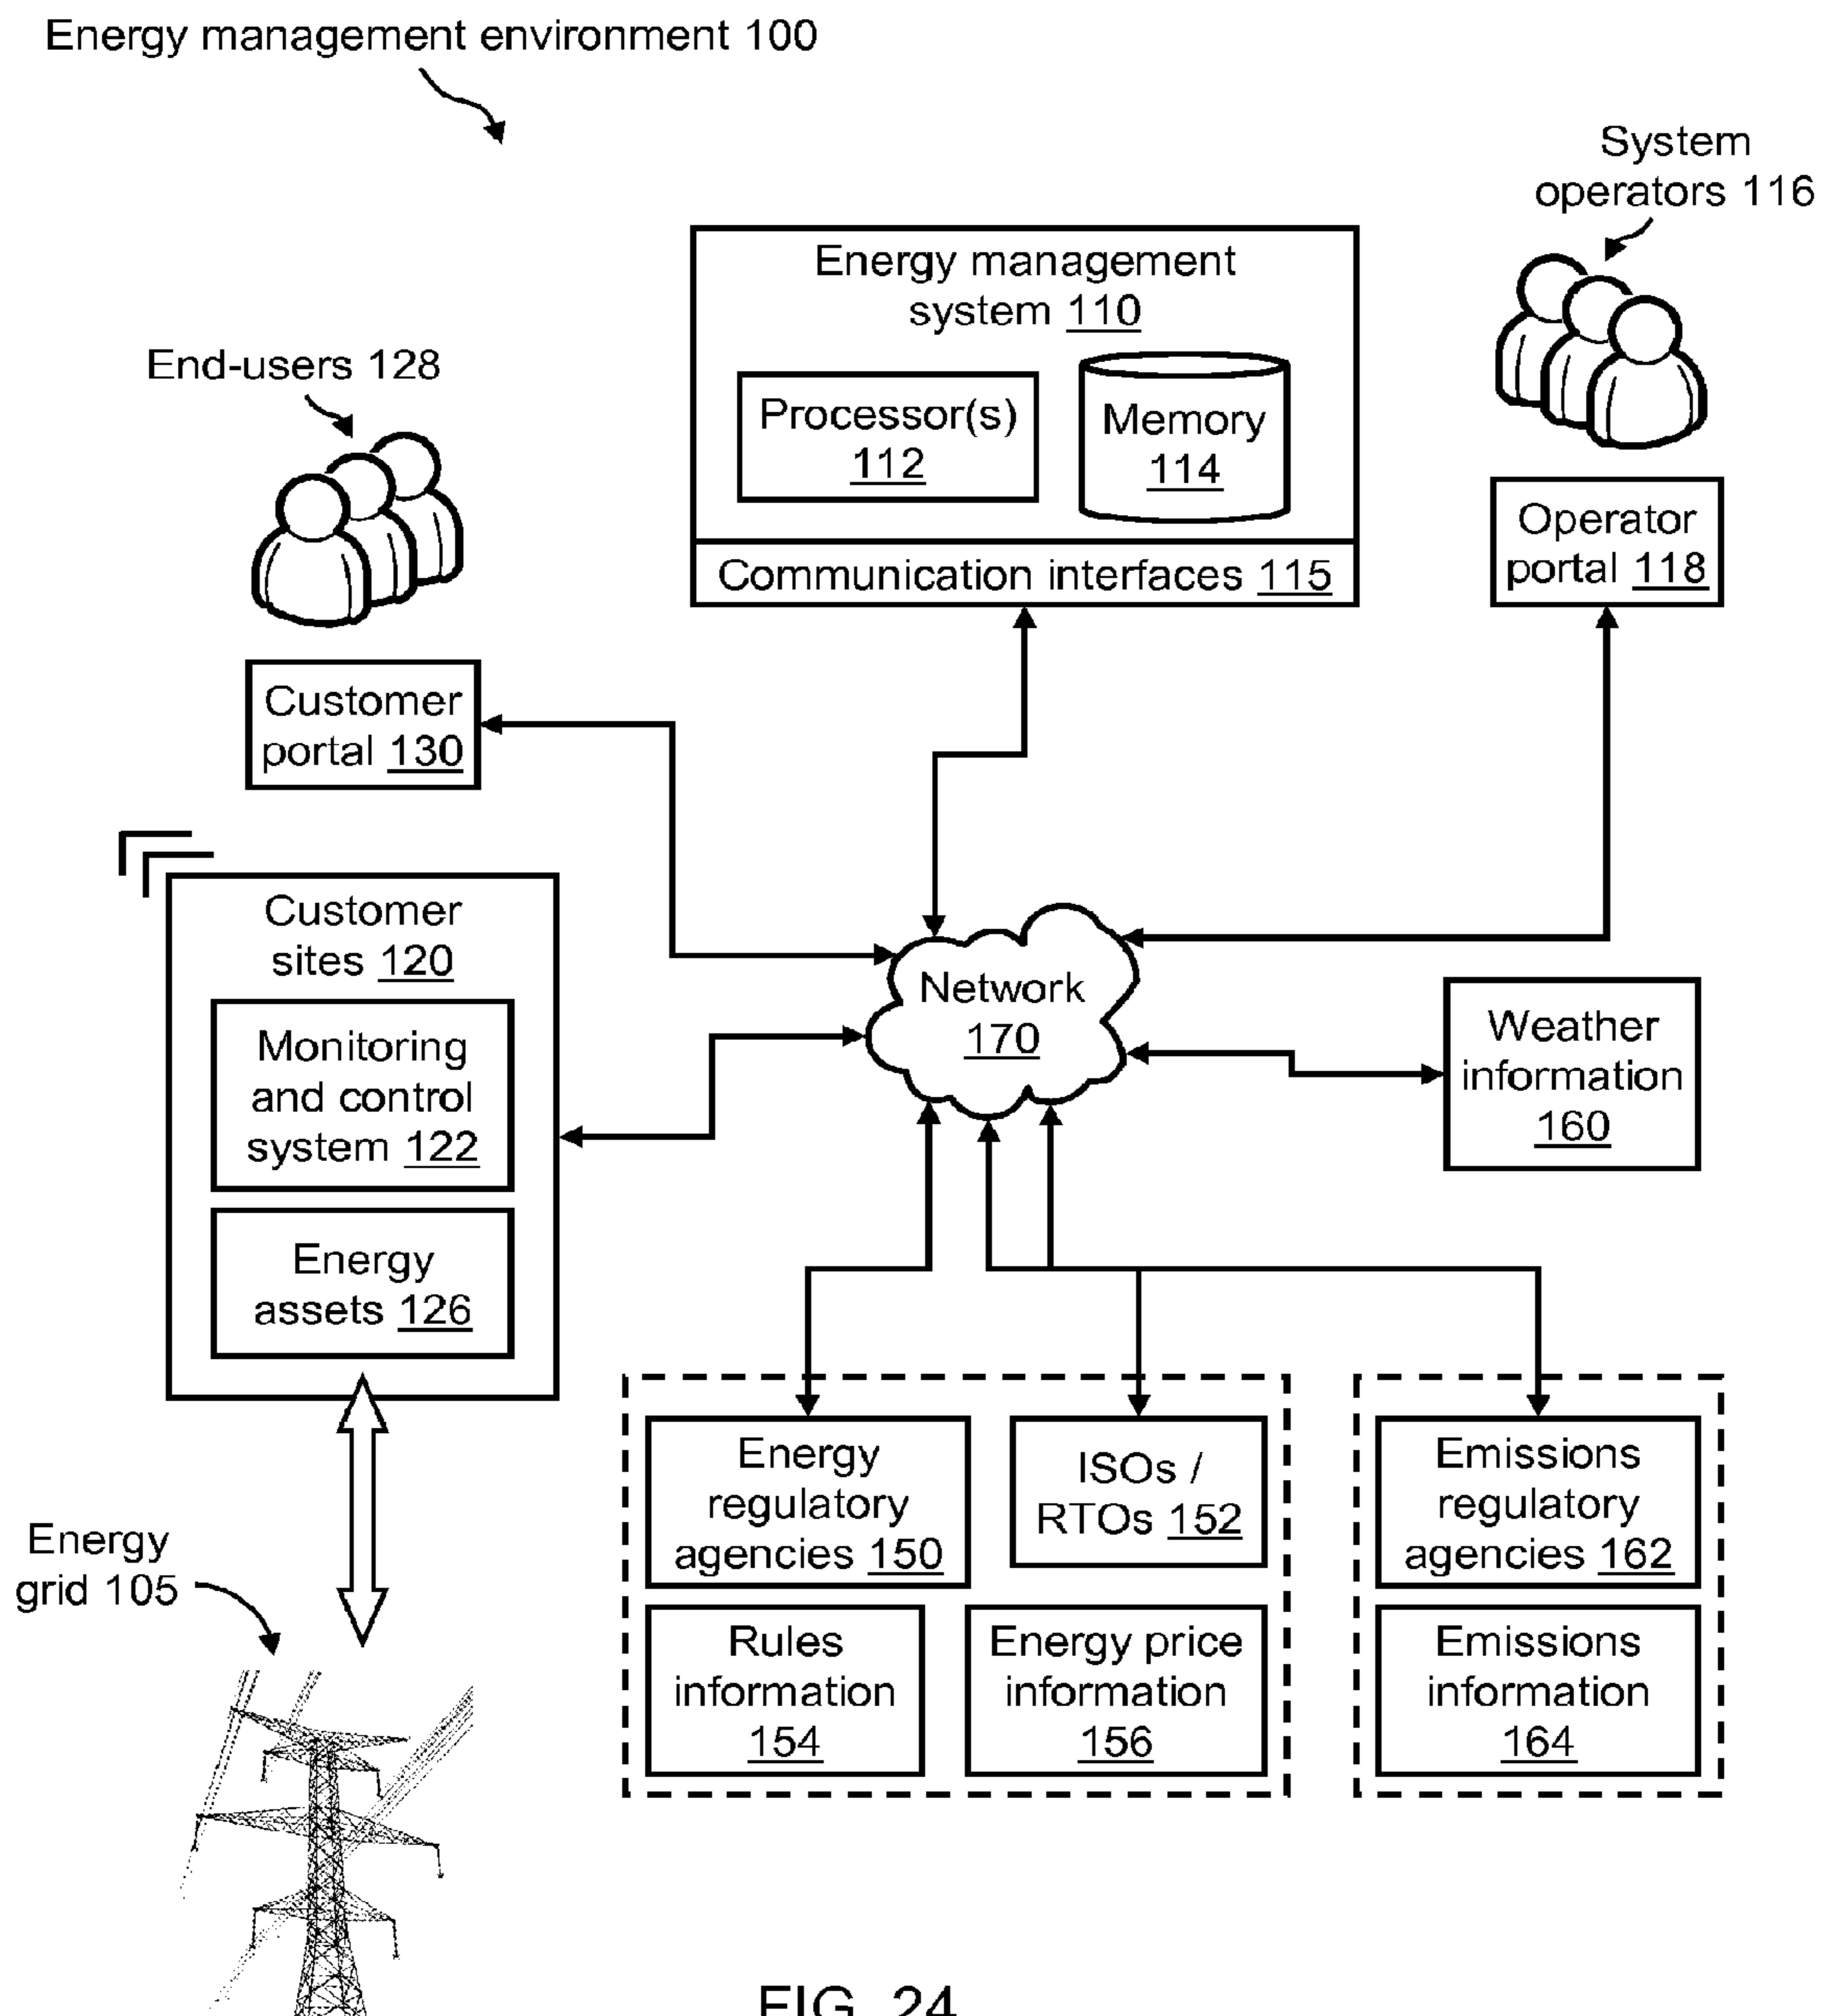 Energy management environment 100
System
operators 116
Energy management
system 110
End-users 128
Processor(s)
112
Memory
114
Operator
portal 118
Communication interfaces 115
Customer
portal 130
Customer
sites 120
Network
170
Weather
information
160
Monitoring
and control
system 122
Energy
assets 126
Energy
regulatory
agencies 150
ISOs /
RTOs 152
Emissions
regulatory
agencies 162
Energy
grid 105
Rules
information
154
Energy price
information
156
Emissions
information
164
FIG. 24